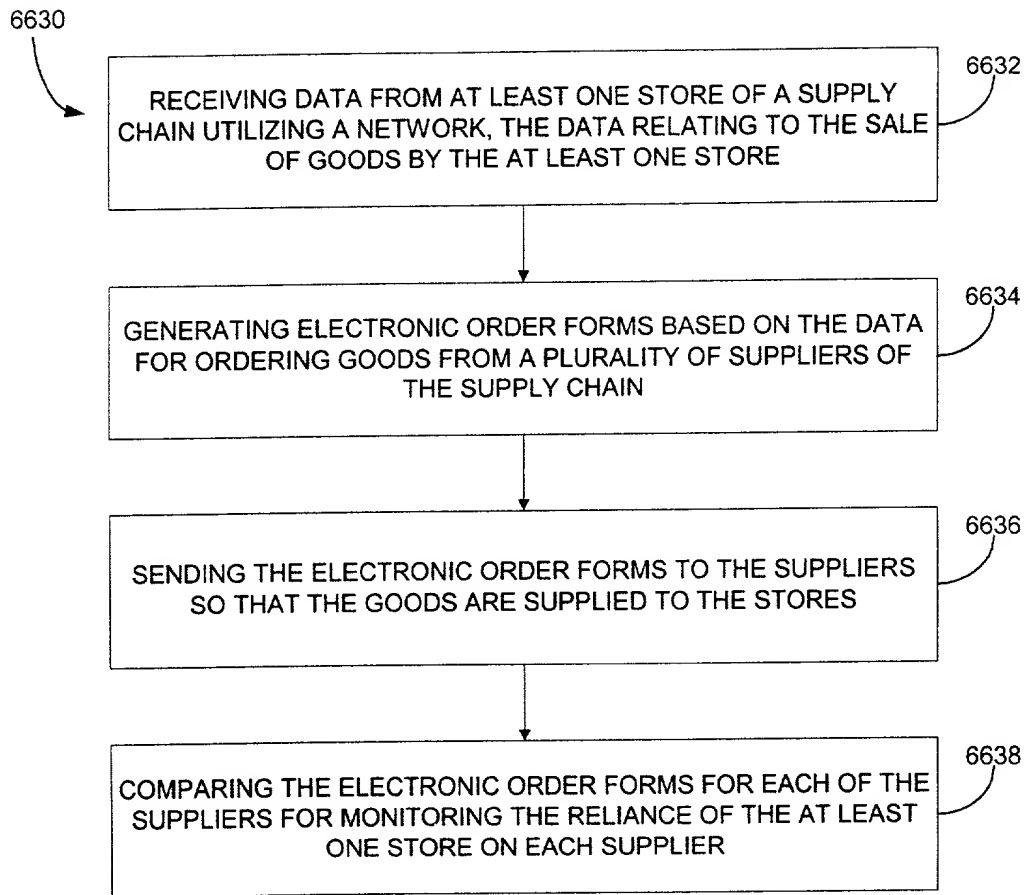 6630
6632
RECEIVING DATA FROM AT LEAST ONE STORE OF A SUPPLY
CHAIN UTILIZING A NETWORK, THE DATA RELATING TO THE SALE
OF GOODS BY THE AT LEAST ONE STORE
6634
GENERATING ELECTRONIC ORDER FORMS BASED ON THE DATA
FOR ORDERING GOODS FROM A PLURALITY OF SUPPLIERS OF
THE SUPPLY CHAIN
6636
SENDING THE ELECTRONIC ORDER FORMS TO THE SUPPLIERS
SO THAT THE GOODS ARE SUPPLIED TO THE STORES
6638
COMPARING THE ELECTRONIC ORDER FORMS FOR EACH OF THE
SUPPLIERS FOR MONITORING THE RELIANCE OF THE AT LEAST
ONE STORE ON EACH SUPPLIER